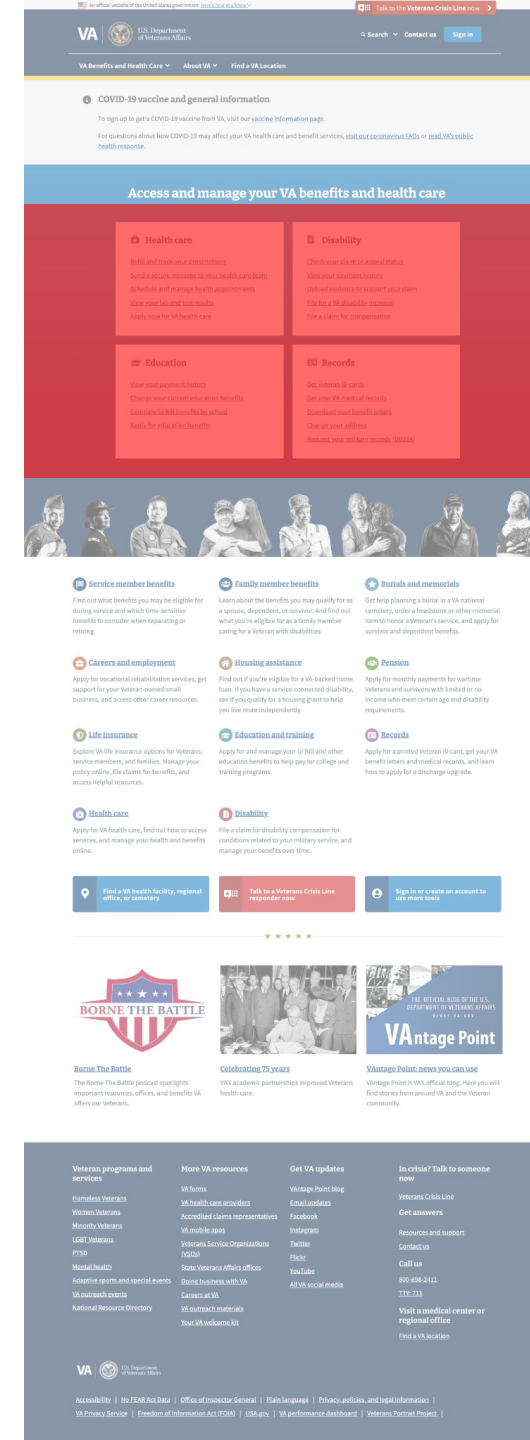 An official website of the United States government Here's how you know
Talk to the Veterans Crisis Line now
VA
U.S. Department
of Veterans Affairs
Search
Contact us
Sign in
VA Benefits and Health Care
About VA
Find a VA Location
COVID-19 vaccine and general information
To sign up to get a COVID-19 vaccine from VA, visit our vaccine information page.
For questions about how COVID-19 may affect your VA health care and benefit services, visit our coronavirus FAQs or read VA's public
health response.
Access and manage your VA benefits and health care
Health care
Refill and track your prescriptions
Send a secure message to your health care team
Schedule and manage health appointments
View your lab and test results
Apply now for VA health care
Disability
Check your claim or appeal status
View your payment history
Upload evidence to support your claim
File for a VA disability increase
File a claim for compensation
Education
View your payment history
Change your current education benefits
Compare GI Bill benefits by school
Apply for education benefits
Records
Get Veteran ID cards
Get your VA medical records
Download your benefit letters
Change your address
Request your military records (DD214)
Service member benefits
Find out what benefits you may be eligible for
during service and which time-sensitive
benefits to consider when separating or
retiring.
Family member benefits
Learn about the benefits you may qualify for as
a spouse, dependent, or survivor. And find out
what you're eligible for as a family member
caring for a Veteran with disabilities.
Burials and memorials
Get help planning a burial in a VA national
cemetery, order a headstone or other memorial
item to honor a Veteran's service, and apply for
survivor and dependent benefits.
Careers and employment
Apply for vocational rehabilitation services, get
support for your Veteran-owned small
business, and access other career resources.
Housing assistance
Find out if you're eligible for a VA-backed home
loan. If you have a service-connected disability,
see if you qualify for a housing grant to help
you live more independently.
Pension
Apply for monthly payments for wartime
Veterans and survivors with limited or no
income who meet certain age and disability
requirements.
Life insurance
Explore VA life insurance options for Veterans,
service members, and families. Manage your
policy online, file claims for benefits, and
access helpful resources.
Education and training
Apply for and manage your GI Bill and other
education benefits to help pay for college and
training programs.
Records
Apply for a printed Veteran ID card, get your VA
benefit letters and medical records, and learn
how to apply for a discharge upgrade.
Health care
Apply for VA health care, find out how to access
services, and manage your health and benefits
online.
Disability
File a claim for disability compensation for
conditions related to your military service, and
manage your benefits over time.
Find a VA health facility, regional
office, or cemetery
Talk to a Veterans Crisis Line
responder now
Sign in or create an account to
use more tools
BORNE THE BATTLE
THE OFFICIAL BLOG OF THE U.S.
DEPARTMENT OF VETERANS AFFAIRS
BLOGS.VA.GOV
VAntage Point
Borne The Battle
The Borne The Battle podcast spotlights
important resources, offices, and benefits VA
offers our Veterans.
Celebrating 75 years
VA's academic partnerships improved Veterans
health care.
VAntage Point: news you can use
VAntage Point is VA's official blog. Here you will
find stories from around VA and the Veteran
community.
Veteran programs and
services
Homeless Veterans
Women Veterans
Minority Veterans
LGBT Veterans
PTSD
Mental health
Adaptive sports and special events
VA outreach events
National Resource Directory
More VA resources
VA forms
VA health care providers
Accredited claims representatives
VA mobile apps
Veterans Service Organizations
(VSOs)
State Veterans Affairs offices
Doing business with VA
Careers at VA
VA outreach materials
Your VA welcome kit
Get VA updates
VAntage Point blog
Email updates
Facebook
Instagram
Twitter
Flickr
YouTube
All VA social media
In crisis? Talk to someone
now
Veterans Crisis Line
Get answers
Resources and support
Contact us
Call us
800-698-2411
TTY: 711
Visit a medical center or
regional office
Find a VA location
VA
U.S. Department
of Veterans Affairs
Accessibility | No FEAR Act Data | Office of Inspector General | Plain language | Privacy, policies, and legal information |
VA Privacy Service | Freedom of Information Act (FOIA) | USA.gov | VA performance dashboard | Veterans Portrait Project |